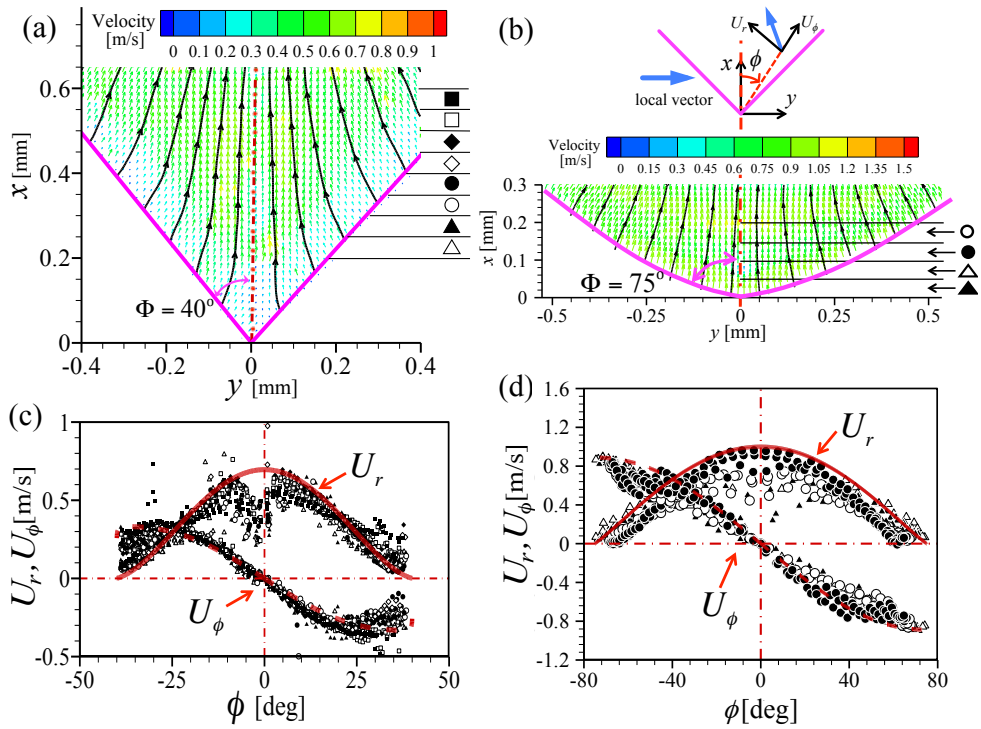 (a)
Velocity
[m/s]
0 0.1 0.2 0.3 0.4 0.5 0.6 0.7 0.8 0.9 1
x [mm]
0.6
0.4
0.2
0
Φ = 40°
-0.4 -0.2 0 0.2 0.4
y [mm]
(b)
U_r
U_ϕ
x
ϕ
y
local vector
Velocity
[m/s]
0 0.15 0.3 0.45 0.6 0.75 0.9 1.05 1.2 1.35 1.5
x [mm]
0.3
0.2
0.1
0
Φ = 75°
-0.5 -0.25 0 0.25 0.5
y [mm]
(c)
U_r, U_ϕ[m/s]
1
0.5
0
-0.5
U_r
U_ϕ
-50 -25 0 25 50
ϕ [deg]
(d)
U_r, U_ϕ[m/s]
1.6
1.2
0.8
0.4
0
-0.4
-0.8
-1.2
U_r
U_ϕ
-80 -40 0 40 80
ϕ[deg]